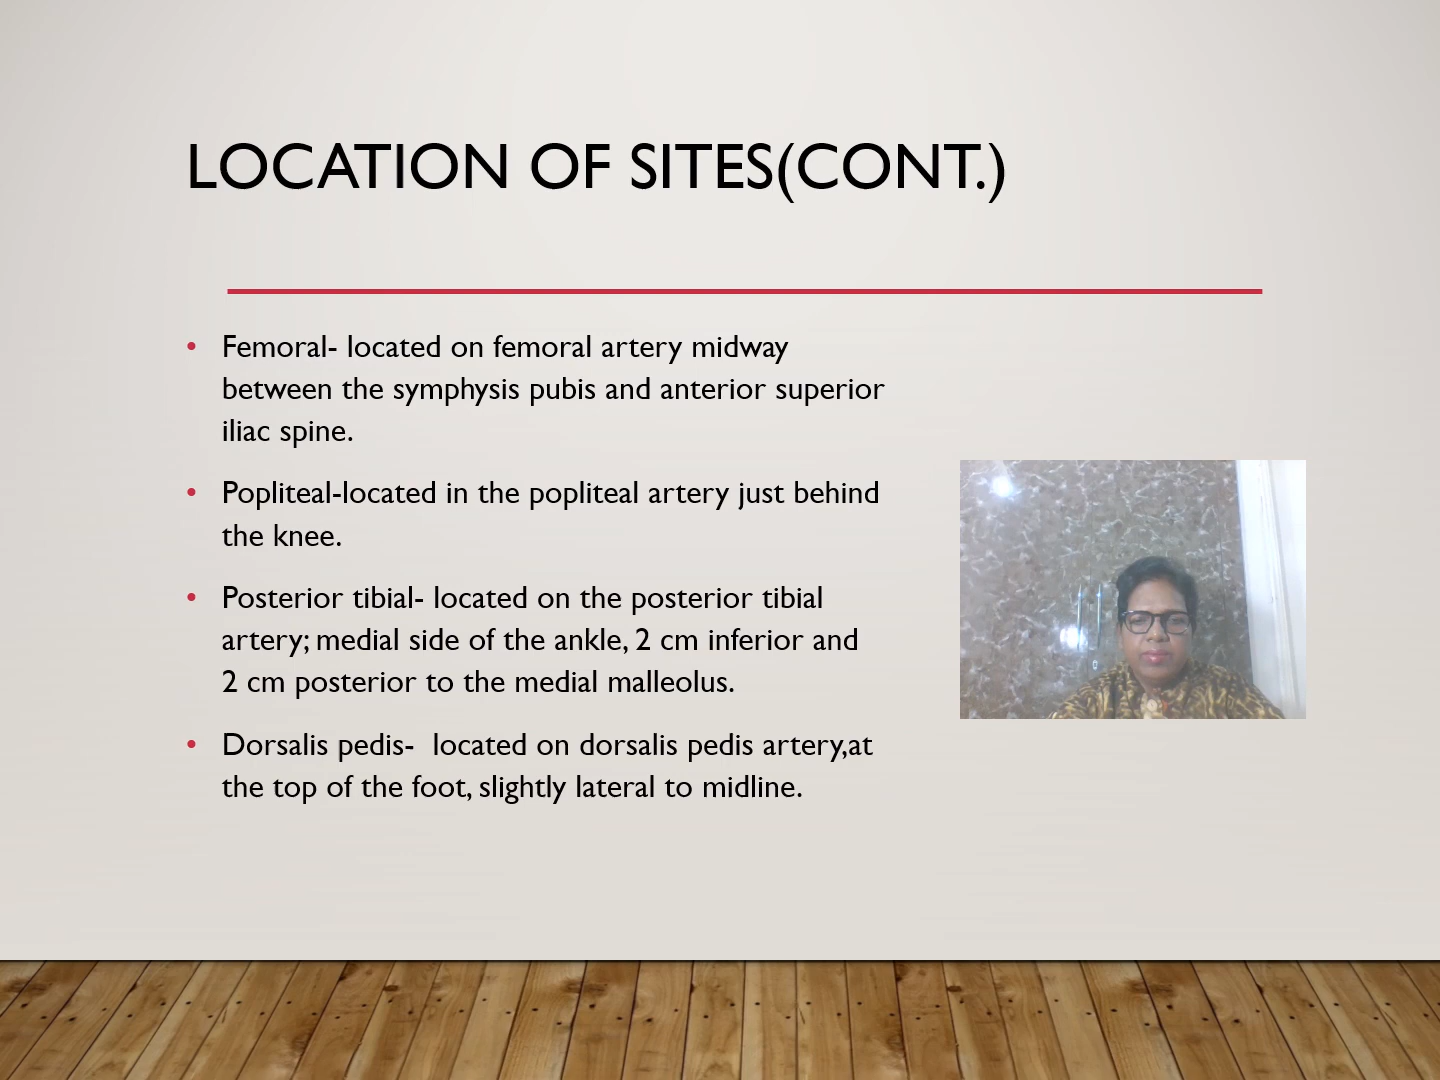 LOCATION OF SITES(CONT.)
• Femoral- located on femoral artery midway
between the symphysis pubis and anterior superior
iliac spine.
• Popliteal-located in the popliteal artery just behind
the knee.
• Posterior tibial- located on the posterior tibial
artery; medial side of the ankle, 2 cm inferior and
2 cm posterior to the medial malleolus.
• Dorsalis pedis-  located on dorsalis pedis artery,at
the top of the foot, slightly lateral to midline.